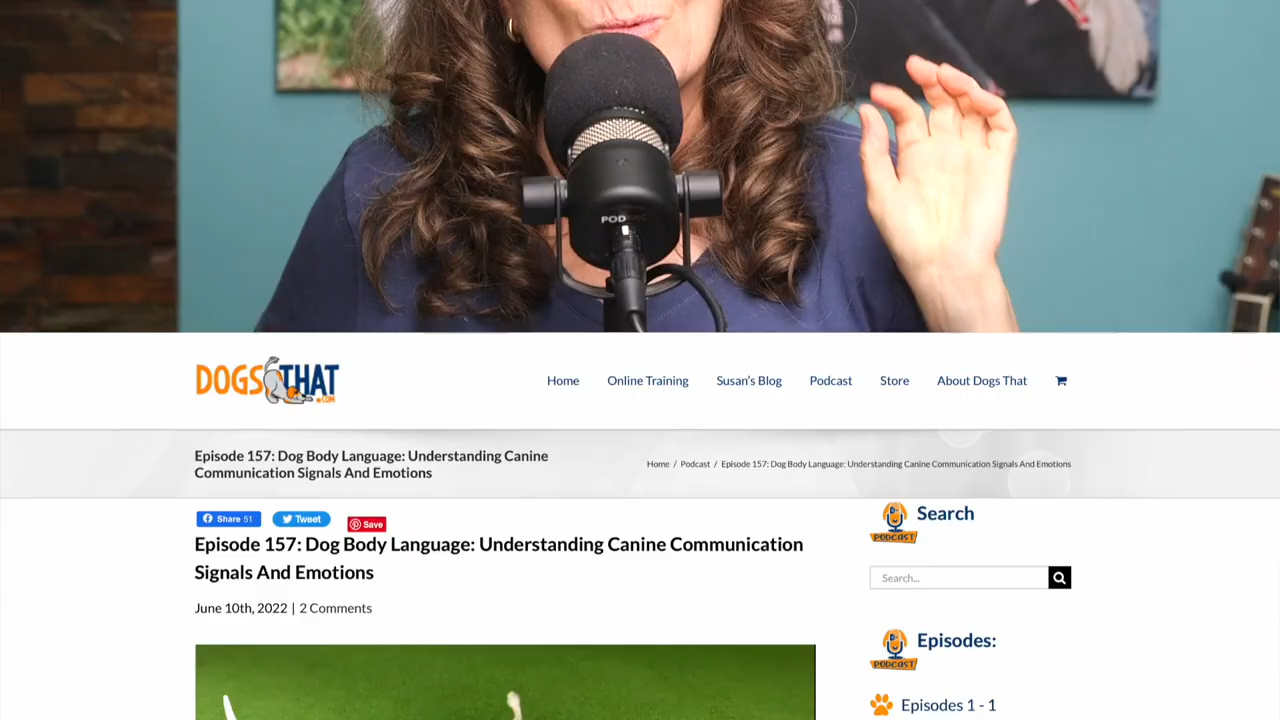 POD
DOGS THAT
.COM
Home
Online Training
Susan's Blog
Podcast
Store
About Dogs That
Episode 157: Dog Body Language: Understanding Canine
Communication Signals And Emotions
Home / Podcast / Episode 157: Dog Body Language: Understanding Canine Communication Signals And Emotions
Share 51
Tweet
Save
Episode 157: Dog Body Language: Understanding Canine Communication
Signals And Emotions
June 10th, 2022 | 2 Comments
PODCAST
Search
Search...
PODCAST
Episodes:
Episodes 1 - 1